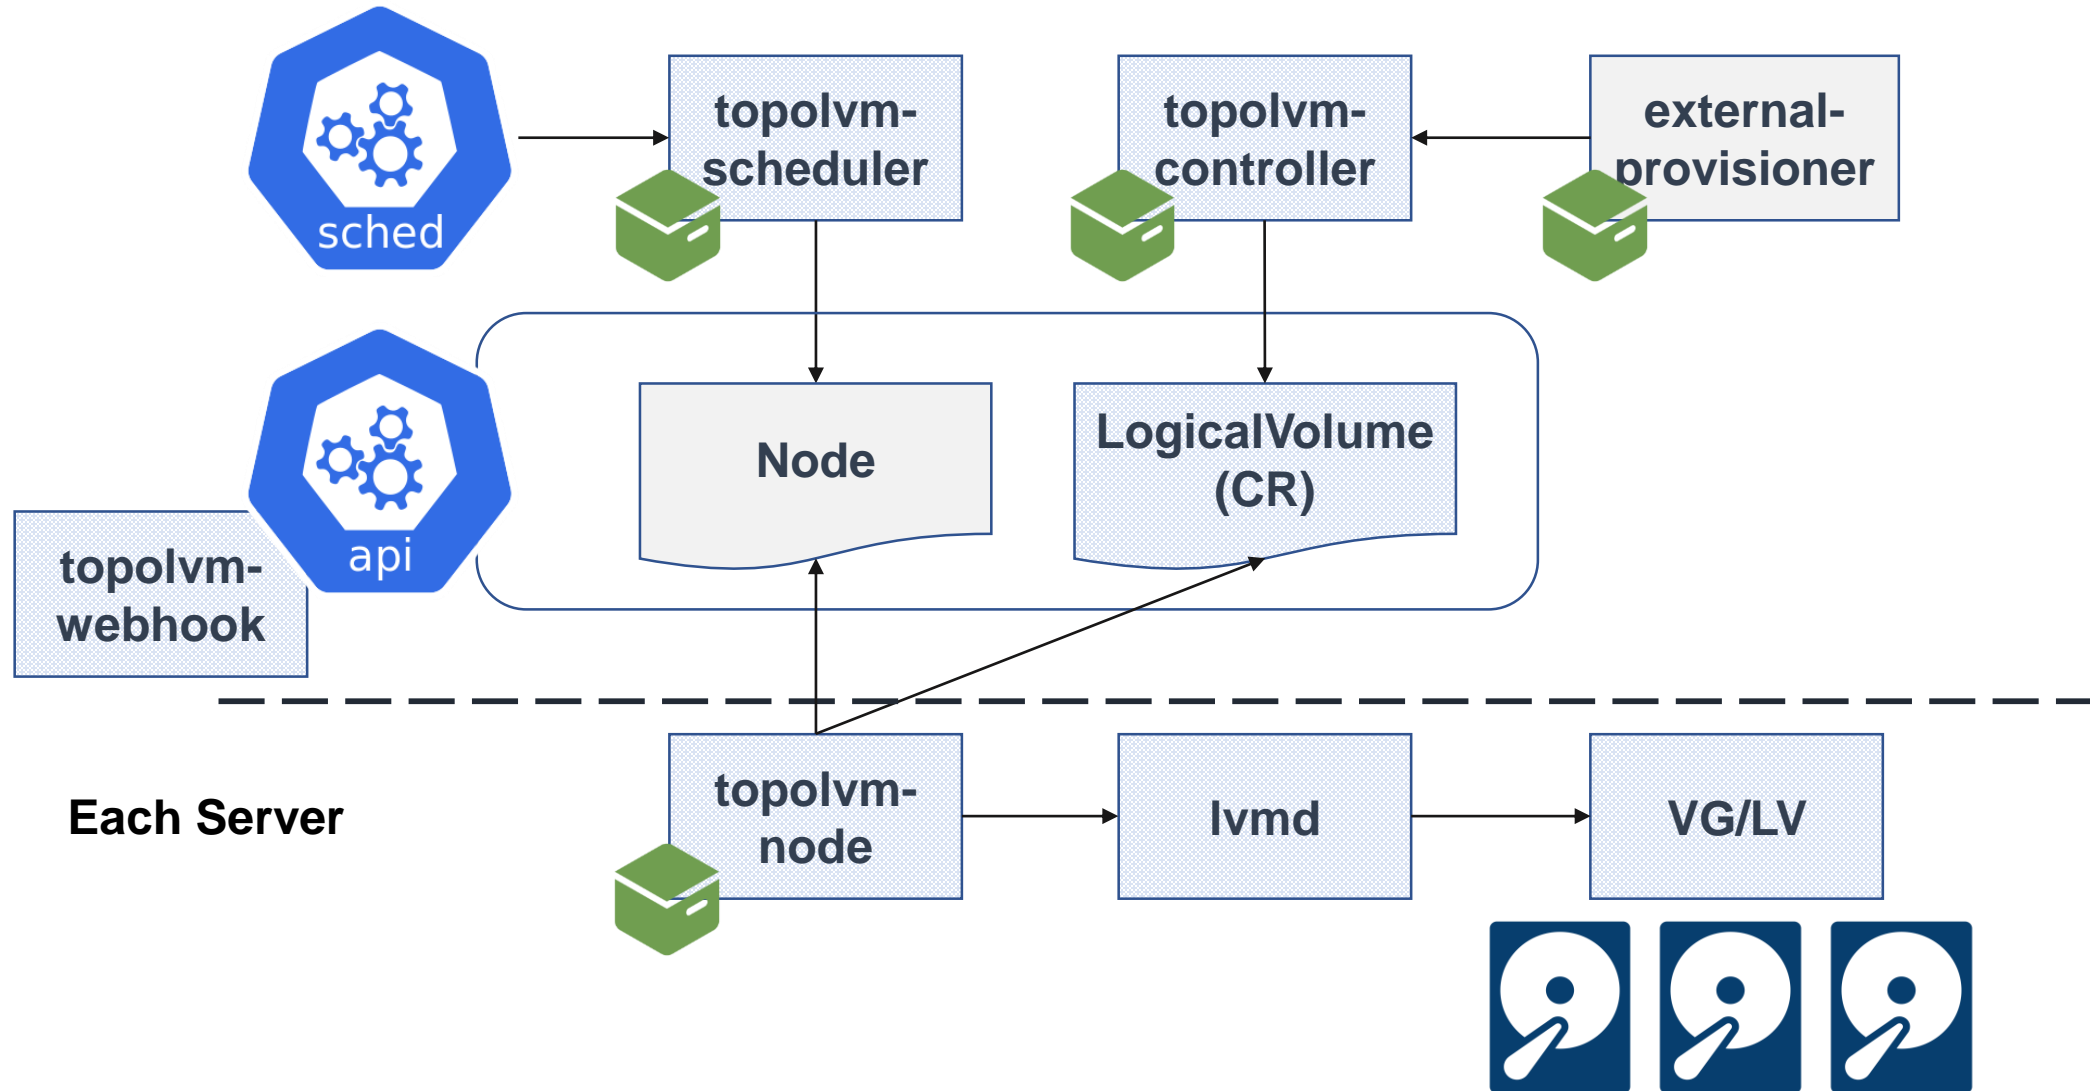 topolvm-
scheduler
topolvm-
controller
external-
provisioner
sched
Node
LogicalVolume
(CR)
api
topolvm-
webhook
Each Server
topolvm-
node
lvmd
VG/LV